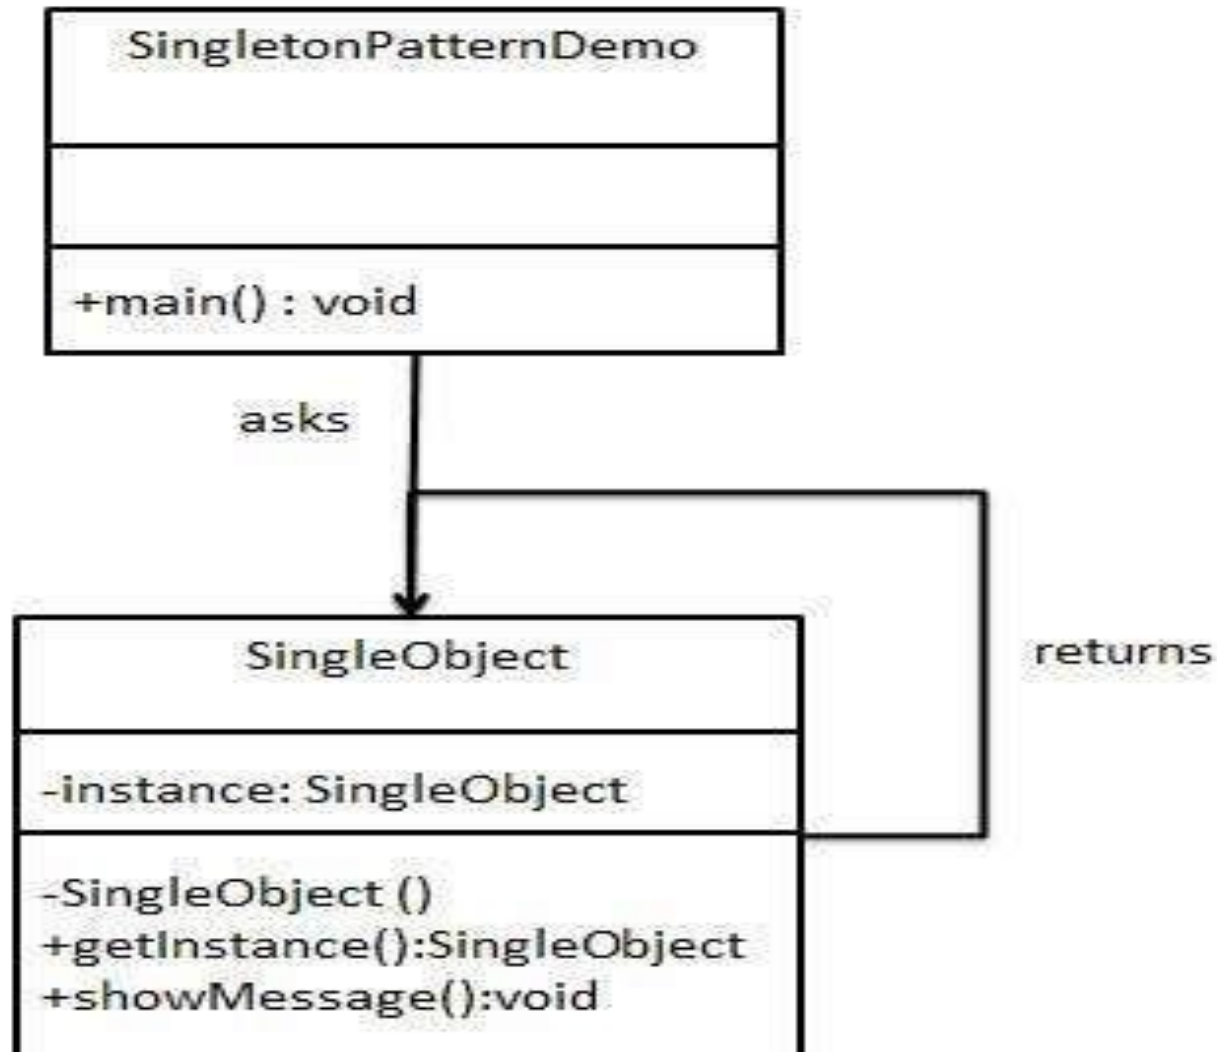 SingletonPatternDemo
+main() : void
asks
SingleObject
returns
-instance: SingleObject
-SingleObject ()
+getInstance():SingleObject
+showMessage():void